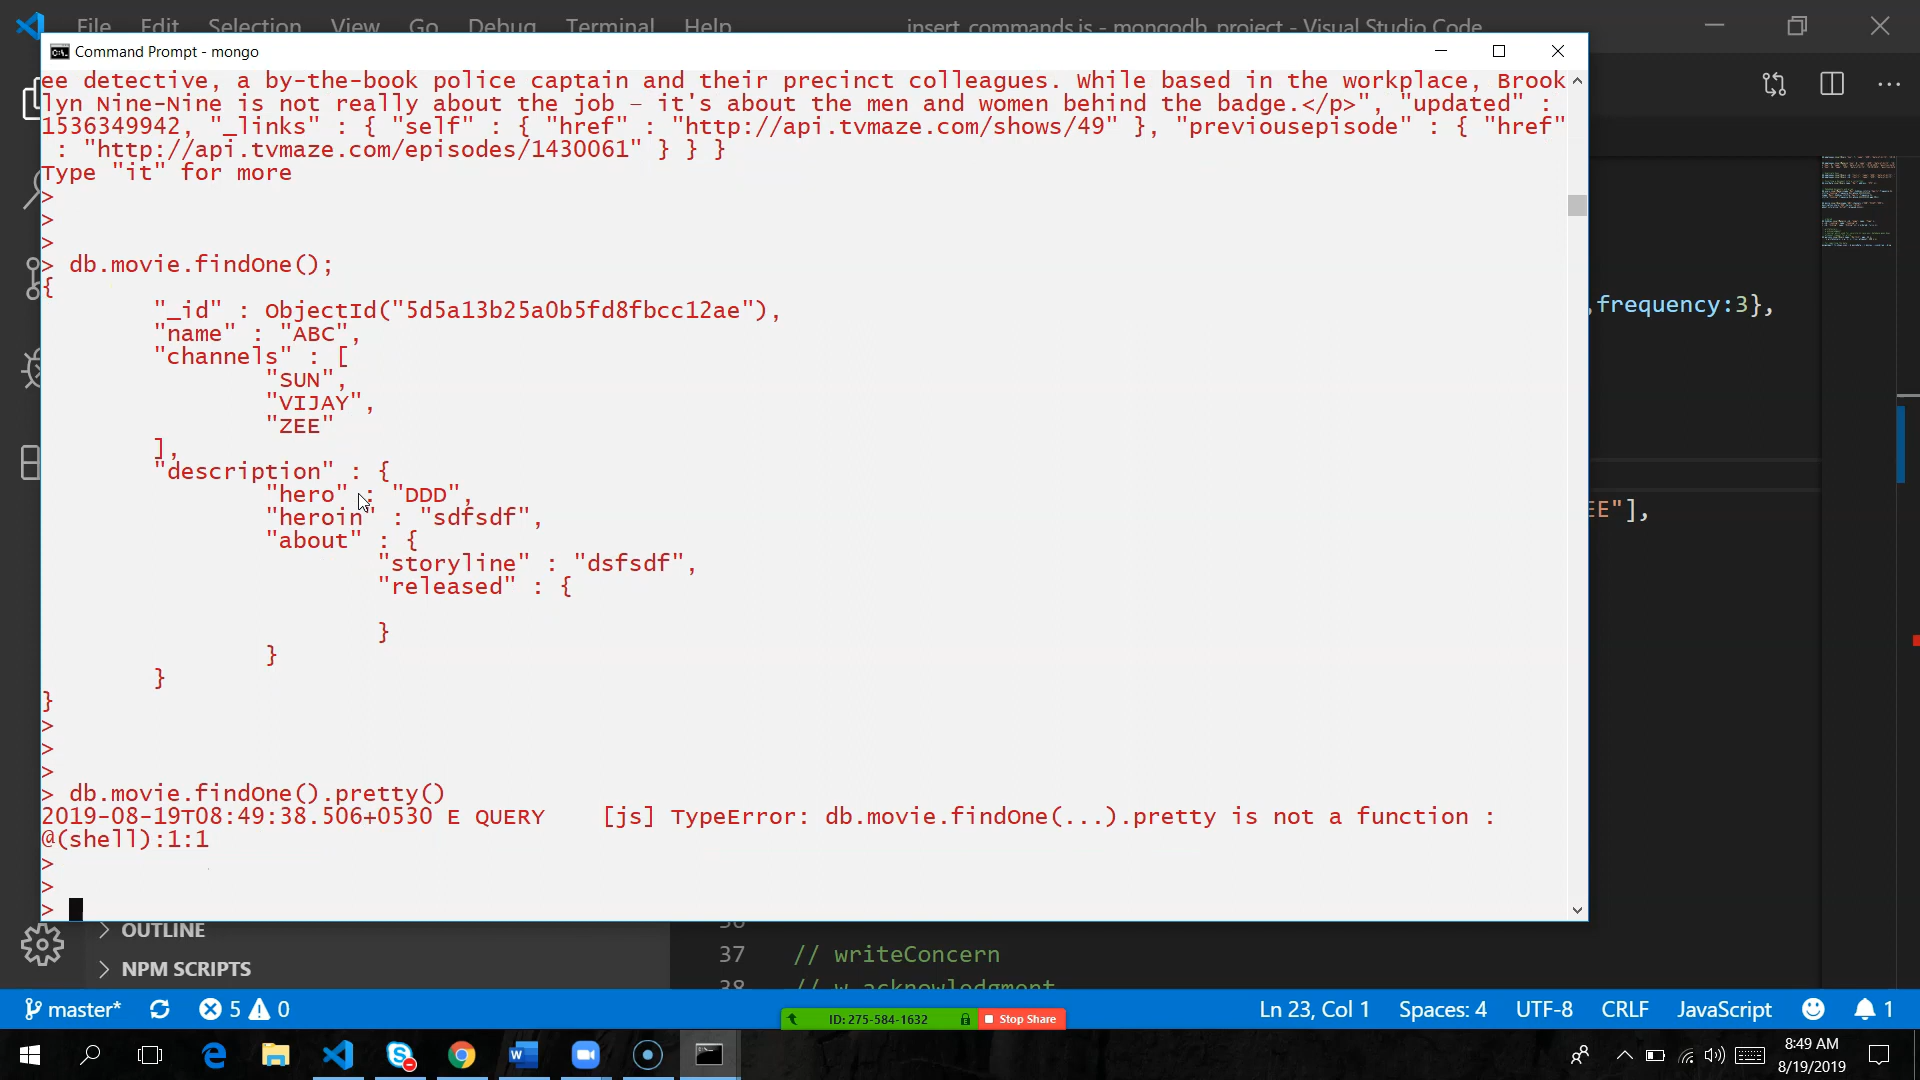 File Edit Selection View Go Debug Terminal Help
insert_commands.js - mongodb_project - Visual Studio Code
Command Prompt - mongo
ee detective, a by-the-book police captain and their precinct colleagues. While based in the workplace, Brook
lyn Nine-Nine is not really about the job – it's about the men and women behind the badge.</p>", "updated" :
1536349942, "_links" : { "self" : { "href" : "http://api.tvmaze.com/shows/49" }, "previousepisode" : { "href"
: "http://api.tvmaze.com/episodes/1430061" } } }
Type "it" for more
>
>
>
> db.movie.findOne();
{
"_id" : ObjectId("5d5a13b25a0b5fd8fbcc12ae"),
"name" : "ABC",
"channels" : [
"SUN",
"VIJAY",
"ZEE"
],
"description" : {
"hero" : "DDD",
"heroin" : "sdfsdf",
"about" : {
"storyline" : "dsfsdf",
"released" : {
}
}
}
}
>
>
>
> db.movie.findOne().pretty()
2019-08-19T08:49:38.506+0530 E QUERY [js] TypeError: db.movie.findOne(...).pretty is not a function :
@(shell):1:1
>
>
>
,frequency:3},
EE"],
OUTLINE
NPM SCRIPTS
36
37 // writeConcern
38 // w acknowledgment
master* 5 0
Ln 23, Col 1 Spaces: 4 UTF-8 CRLF JavaScript 1
ID: 275-584-1632 Stop Share
8:49 AM
8/19/2019